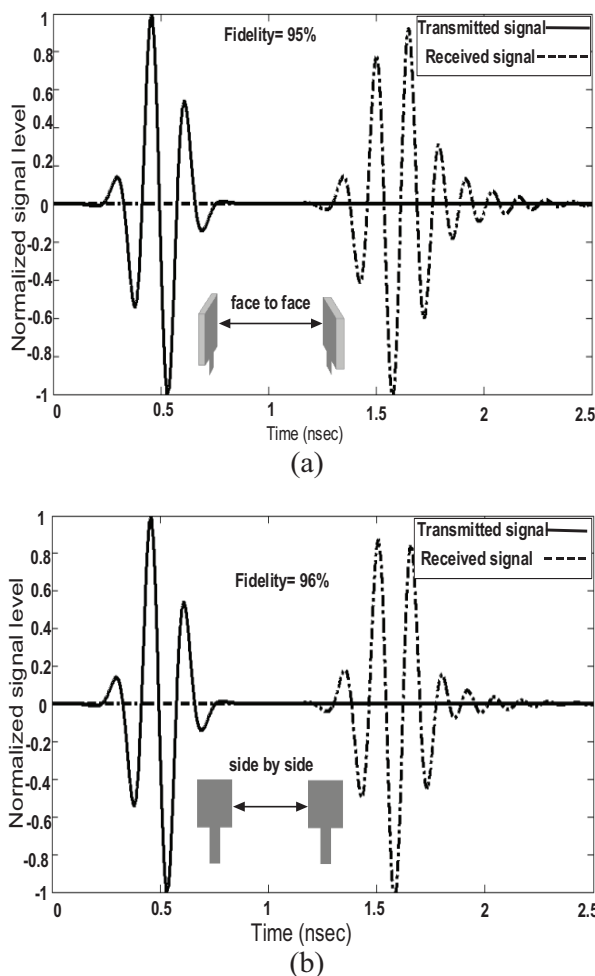 Fidelity= 95%
Transmitted signal
Received signal
Normalized signal level
1
0.8
0.6
0.4
0.2
0
-0.2
-0.4
-0.6
-0.8
-1
face to face
0 0.5 1 1.5 2 2.5
Time (nsec)
(a)
Fidelity= 96%
Transmitted signal
Received signal
Normalized signal level
1
0.8
0.6
0.4
0.2
0
-0.2
-0.4
-0.6
-0.8
-1
side by side
0 0.5 1 1.5 2 2.5
Time (nsec)
(b)